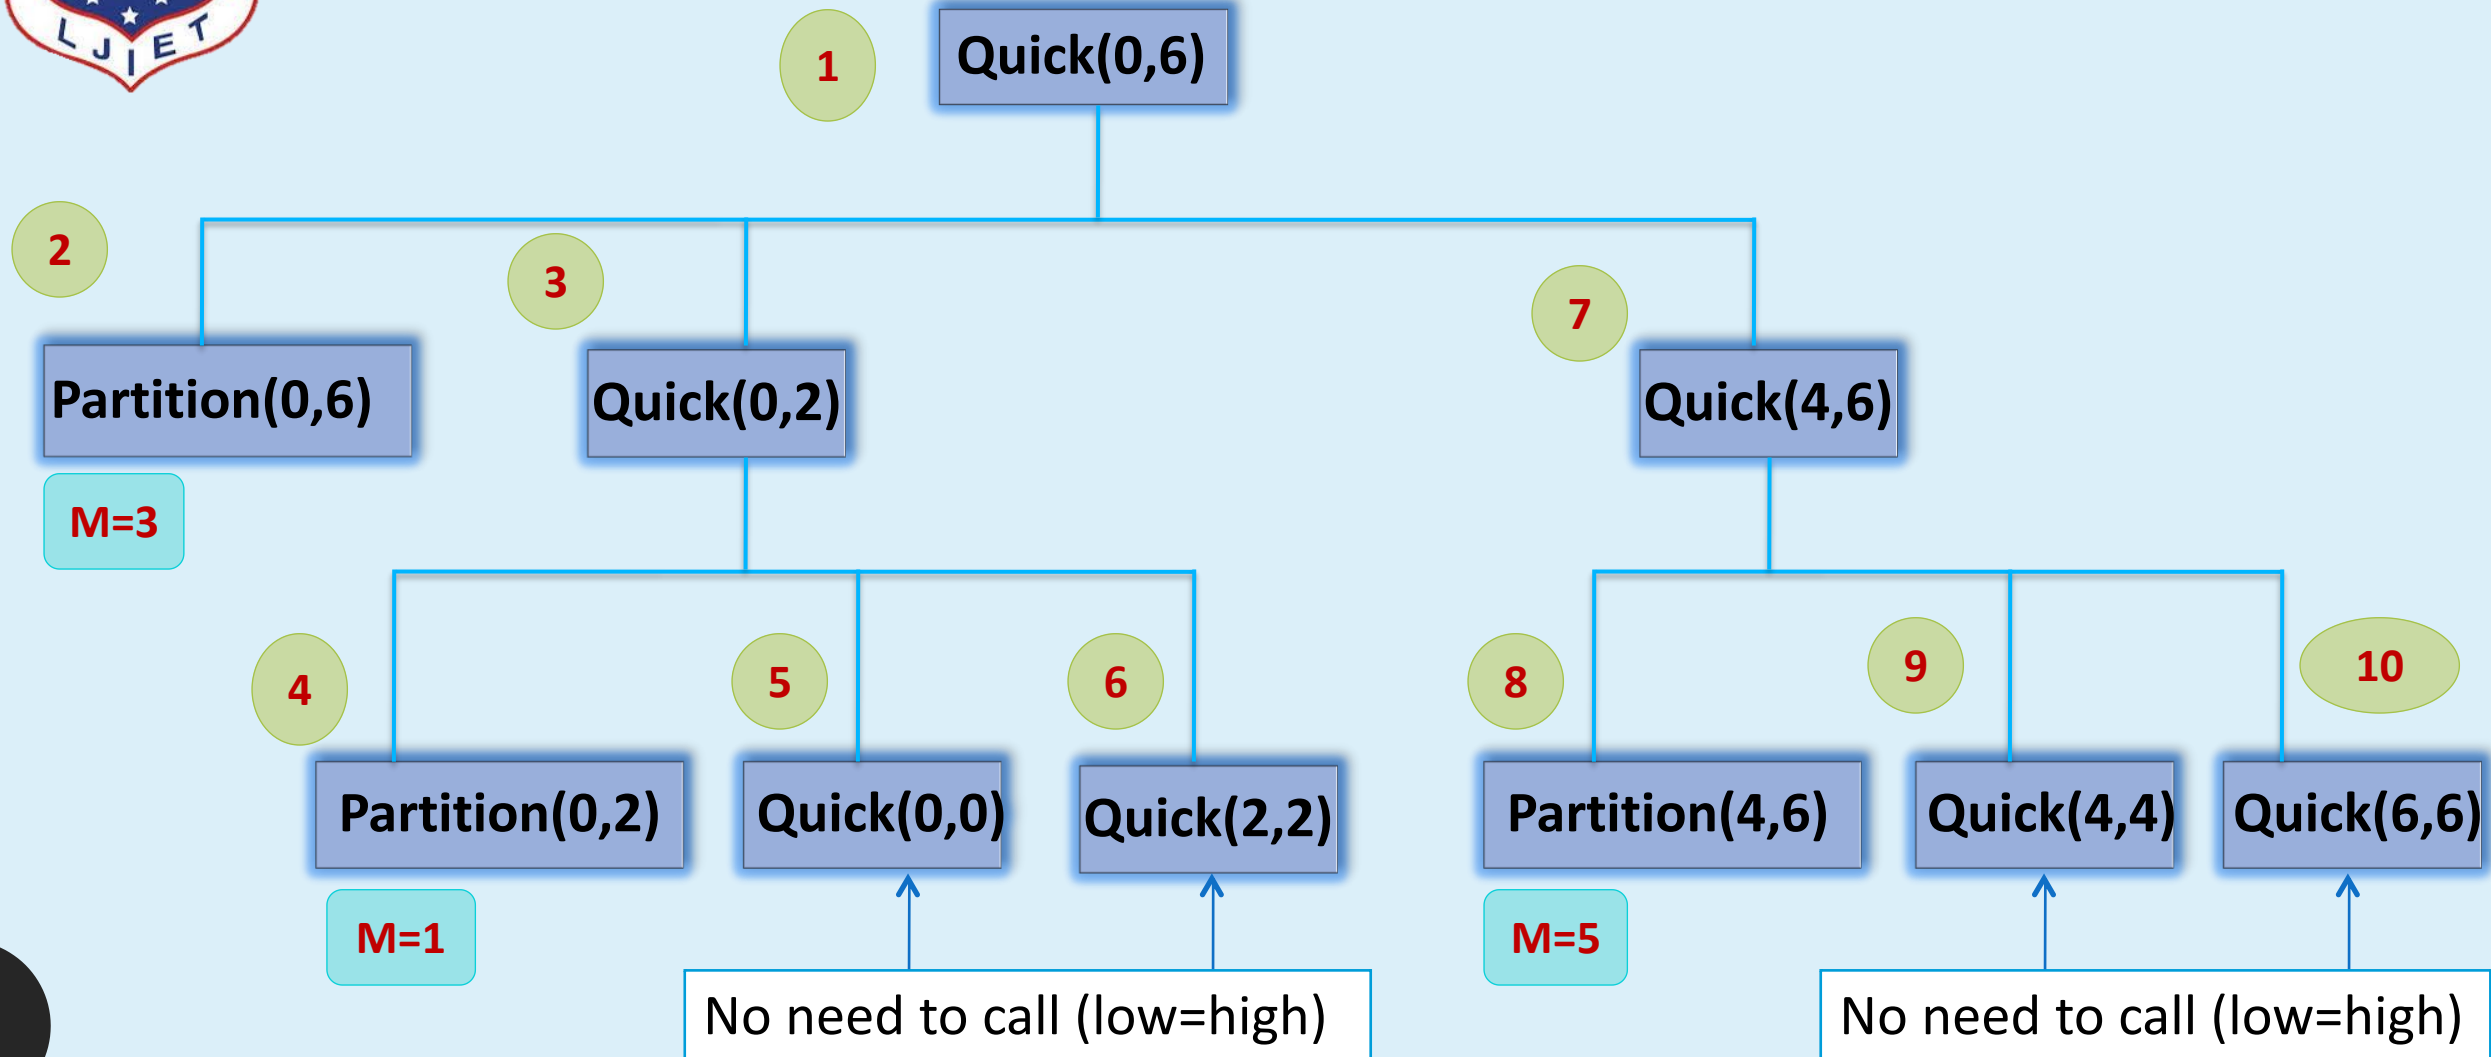 LJIET
1
Quick(0,6)
2
3
7
Partition(0,6)
Quick(0,2)
Quick(4,6)
M=3
4
5
6
8
9
10
Partition(0,2)
Quick(0,0)
Quick(2,2)
Partition(4,6)
Quick(4,4)
Quick(6,6)
M=1
M=5
No need to call (low=high)
No need to call (low=high)